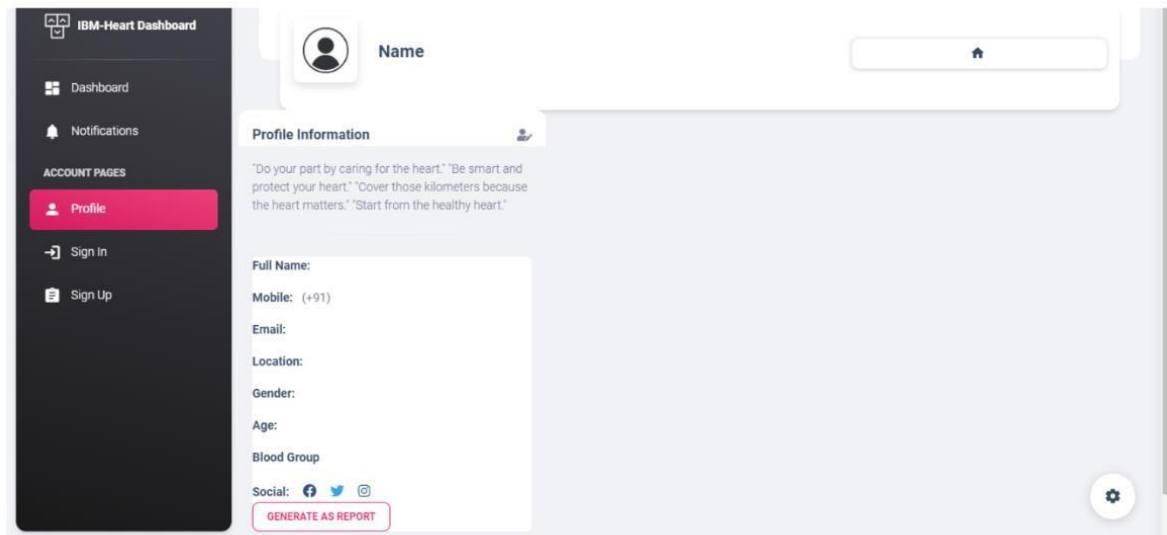 IBM-Heart Dashboard
Dashboard
Notifications
ACCOUNT PAGES
Profile
Sign In
Sign Up
Name
Profile Information
"Do your part by caring for the heart." "Be smart and
protect your heart." "Cover those kilometers because
the heart matters." "Start from the healthy heart."
Full Name:
Mobile: (+91)
Email:
Location:
Gender:
Age:
Blood Group
Social:
GENERATE AS REPORT